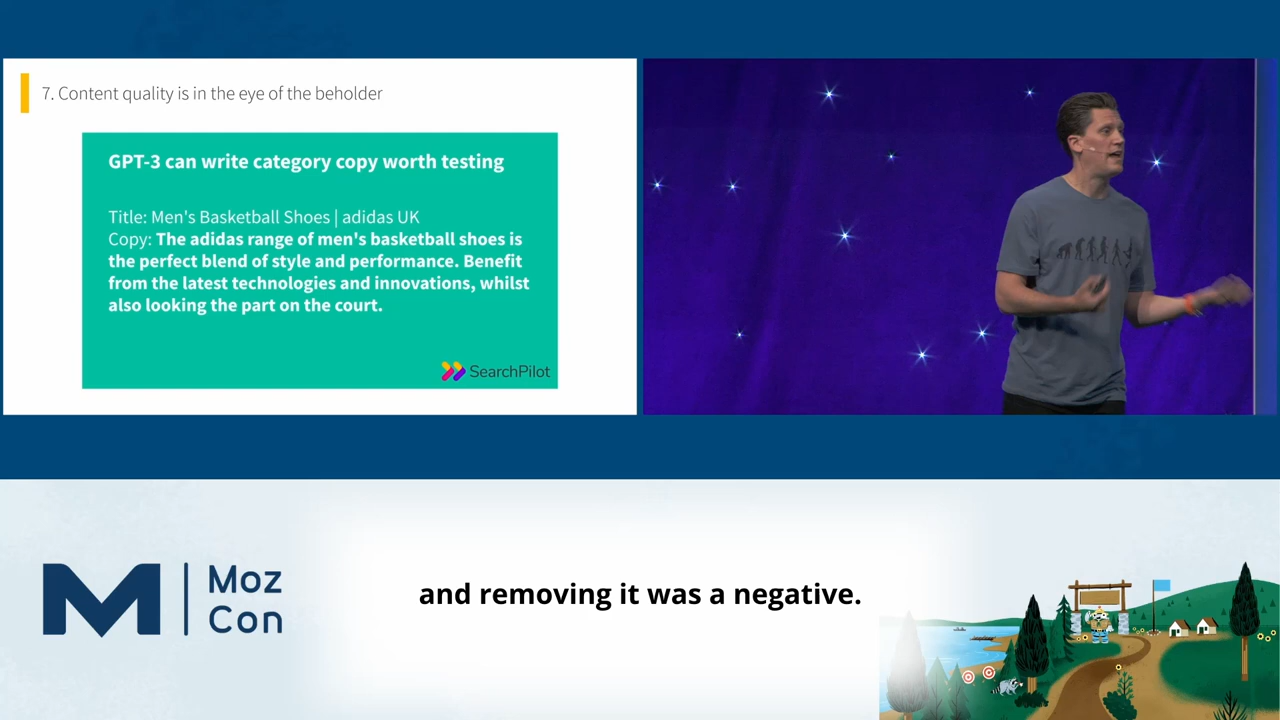 7. Content quality is in the eye of the beholder
GPT-3 can write category copy worth testing
Title: Men's Basketball Shoes | adidas UK
Copy: The adidas range of men's basketball shoes is
the perfect blend of style and performance. Benefit
from the latest technologies and innovations, whilst
also looking the part on the court.
SearchPilot
Moz
Con
and removing it was a negative.